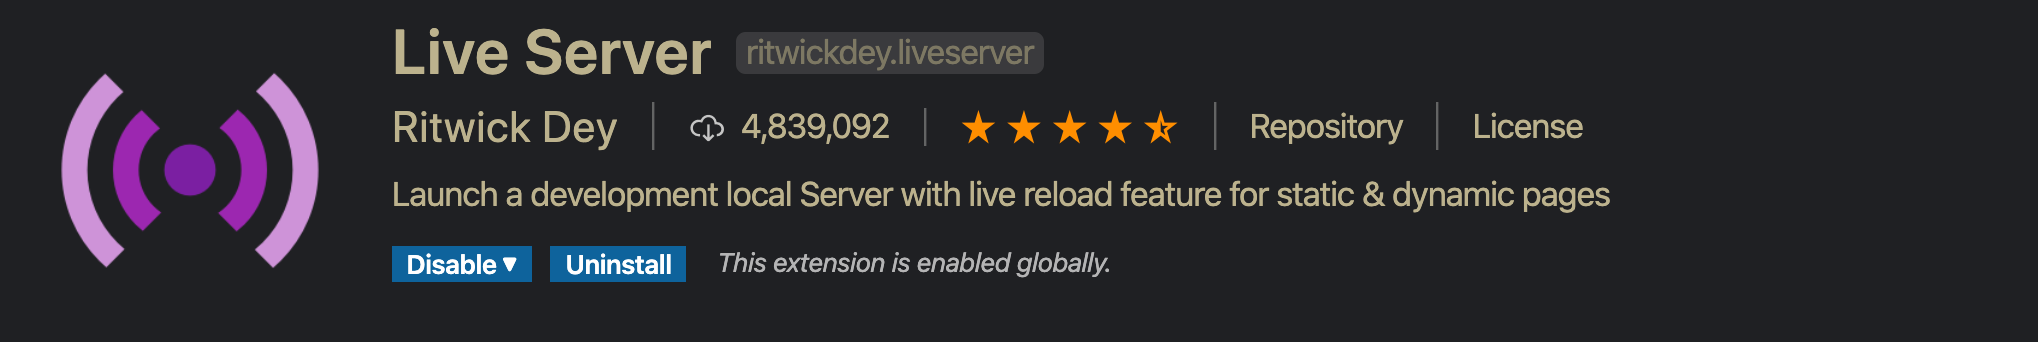 Live Server ritwickdey.liveserver
Ritwick Dey | 4,839,092 | ★★★★ | Repository | License
Launch a development local Server with live reload feature for static & dynamic pages
Disable ▼ Uninstall This extension is enabled globally.